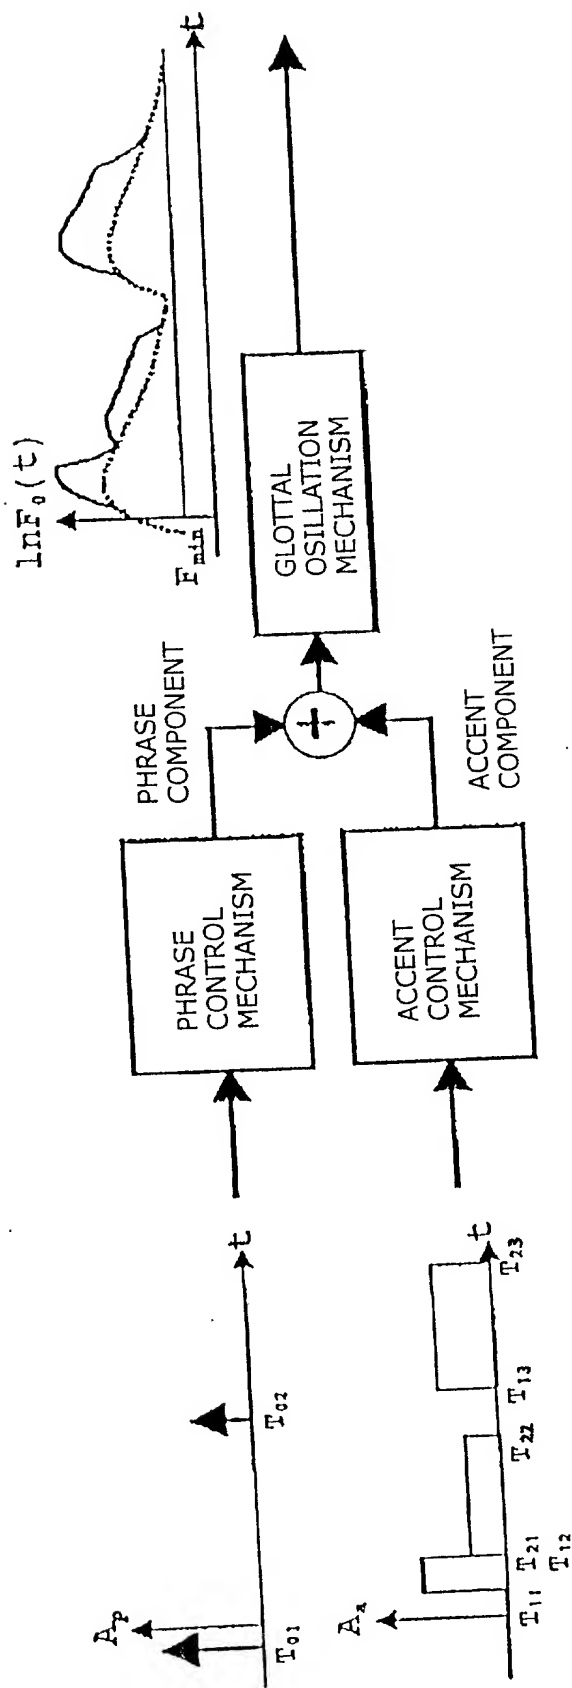 Aₚ
t
T₀₁
T₀₂
Aₐ
t
T₁₁
T₂₁
T₁₂
T₂₂
T₁₃
T₂₃
PHRASE
CONTROL
MECHANISM
ACCENT
CONTROL
MECHANISM
PHRASE
COMPONENT
+
ACCENT
COMPONENT
GLOTTAL
OSILLATION
MECHANISM
lnF₀(t)
Fmin
t